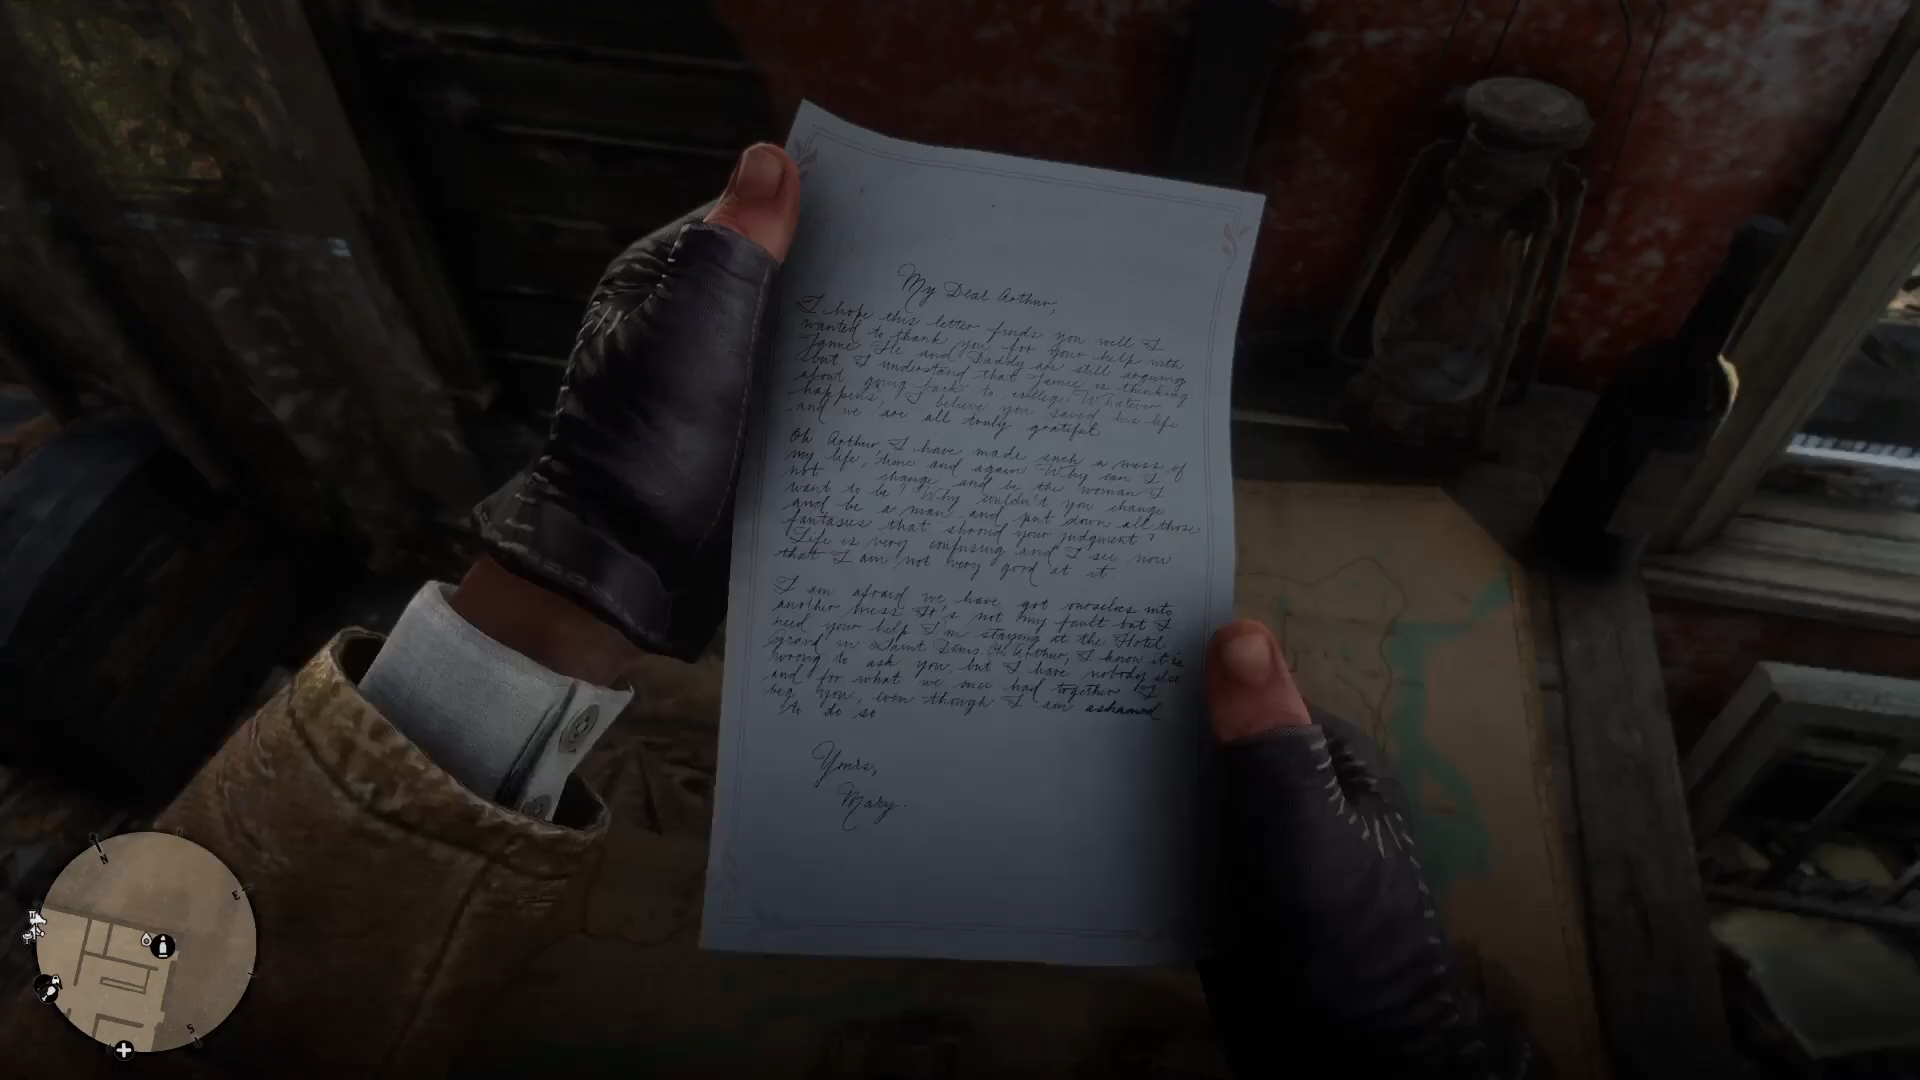 My Dear Arthur,
I hope this letter finds you well I
wanted to thank you for your help with
Jamie He and Daddy are still arguing
but I understand that Jamie is thinking
about going back to college. Whatever
happens, I believe you saved his life
and we are all truly grateful
Oh Arthur, I have made such a mess of
my life, time and again Why can I
not change and be the woman I
want to be? Why couldn't you change
and be a man and put down all those
fantasies that shroud your judgment?
Life is very confusing and I see now
that I am not very good at it.
I am afraid we have got ourselves into
another mess It's not my fault but I
need your help I'm staying at the Hotel
Grand in Saint Denis. Oh Arthur, I know it is
wrong to ask you, but I have nobody else
and for what we once had together I
beg you, even though I am ashamed
to do so
Yours,
Mary.
N
E
S